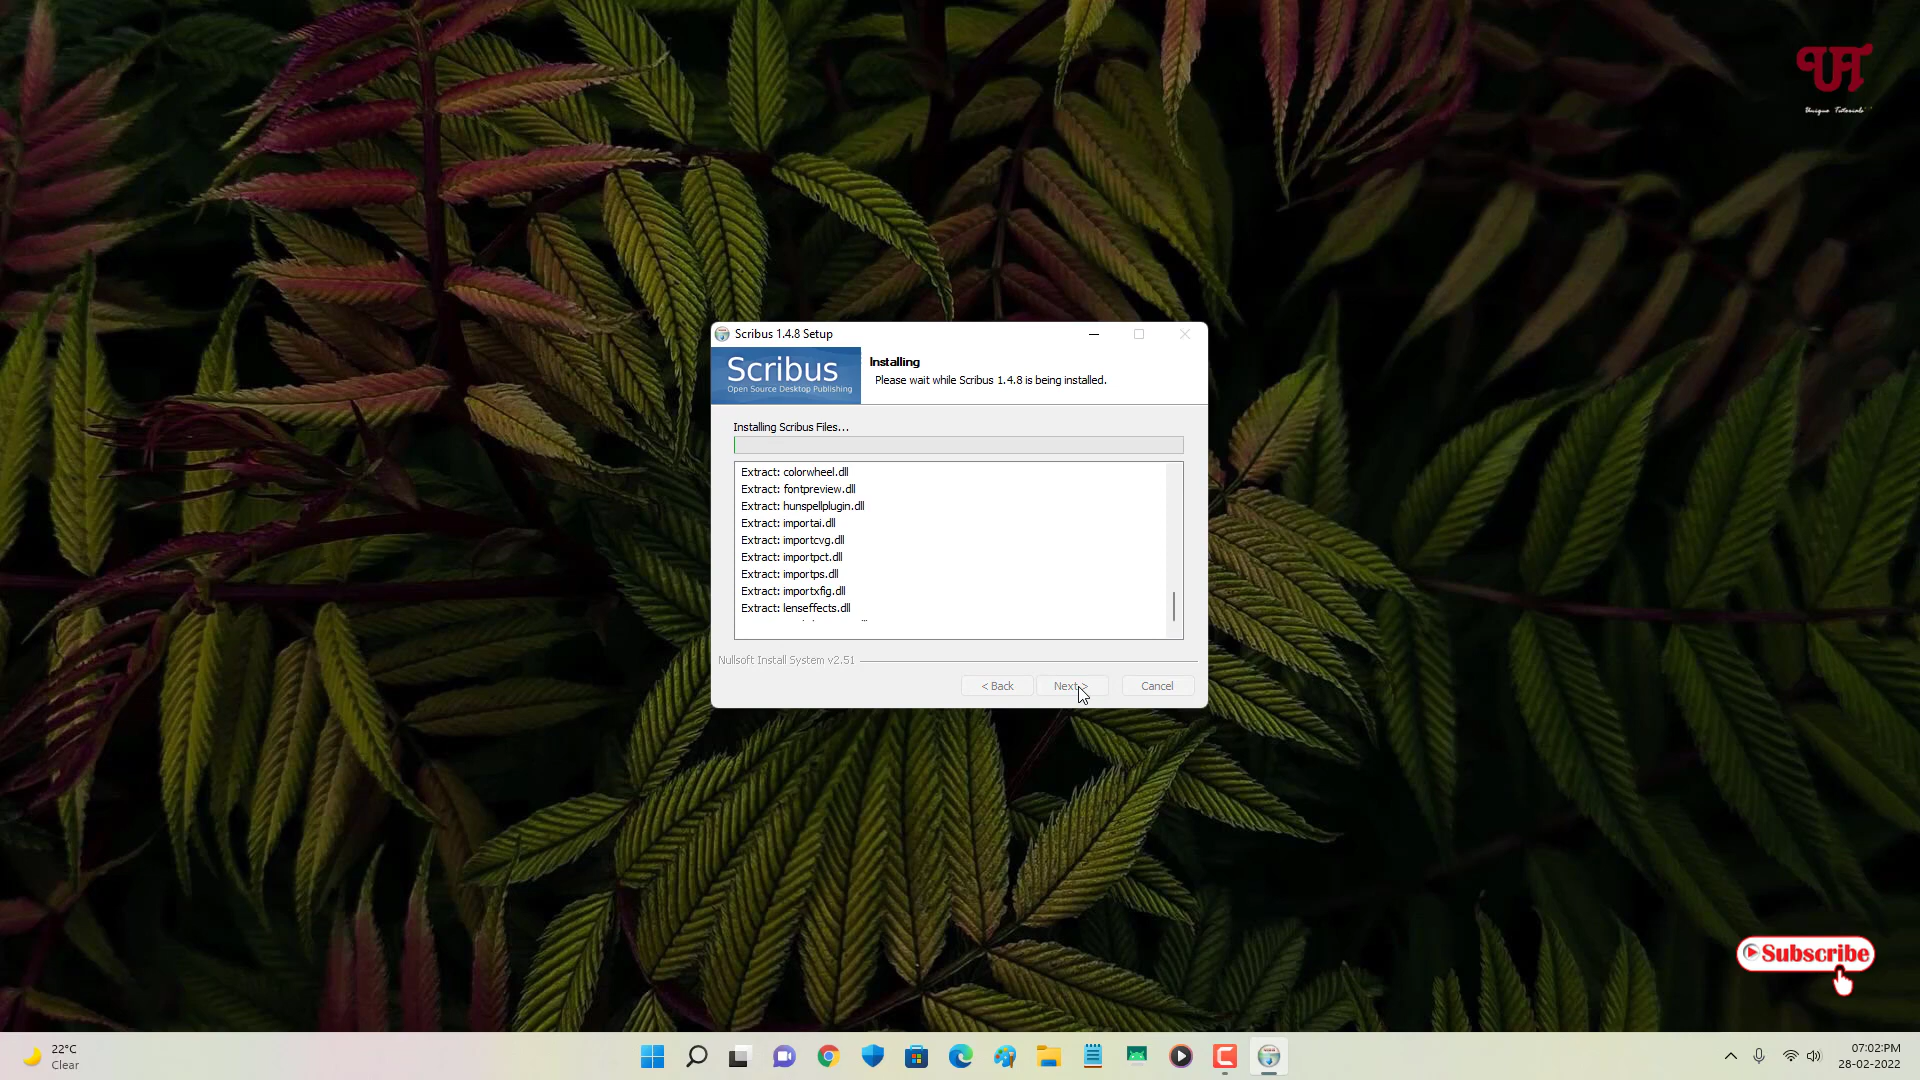 UT
Unique Tutorials
Scribus 1.4.8 Setup
Scribus
Open Source Desktop Publishing
Installing
Please wait while Scribus 1.4.8 is being installed.
Installing Scribus Files...
Extract: colorwheel.dll
Extract: fontpreview.dll
Extract: hunspellplugin.dll
Extract: importai.dll
Extract: importcvg.dll
Extract: importpct.dll
Extract: importps.dll
Extract: importxfig.dll
Extract: lenseffects.dll
Nullsoft Install System v2.51
< Back
Next >
Cancel
Subscribe
22°C
Clear
07:02:PM
28-02-2022